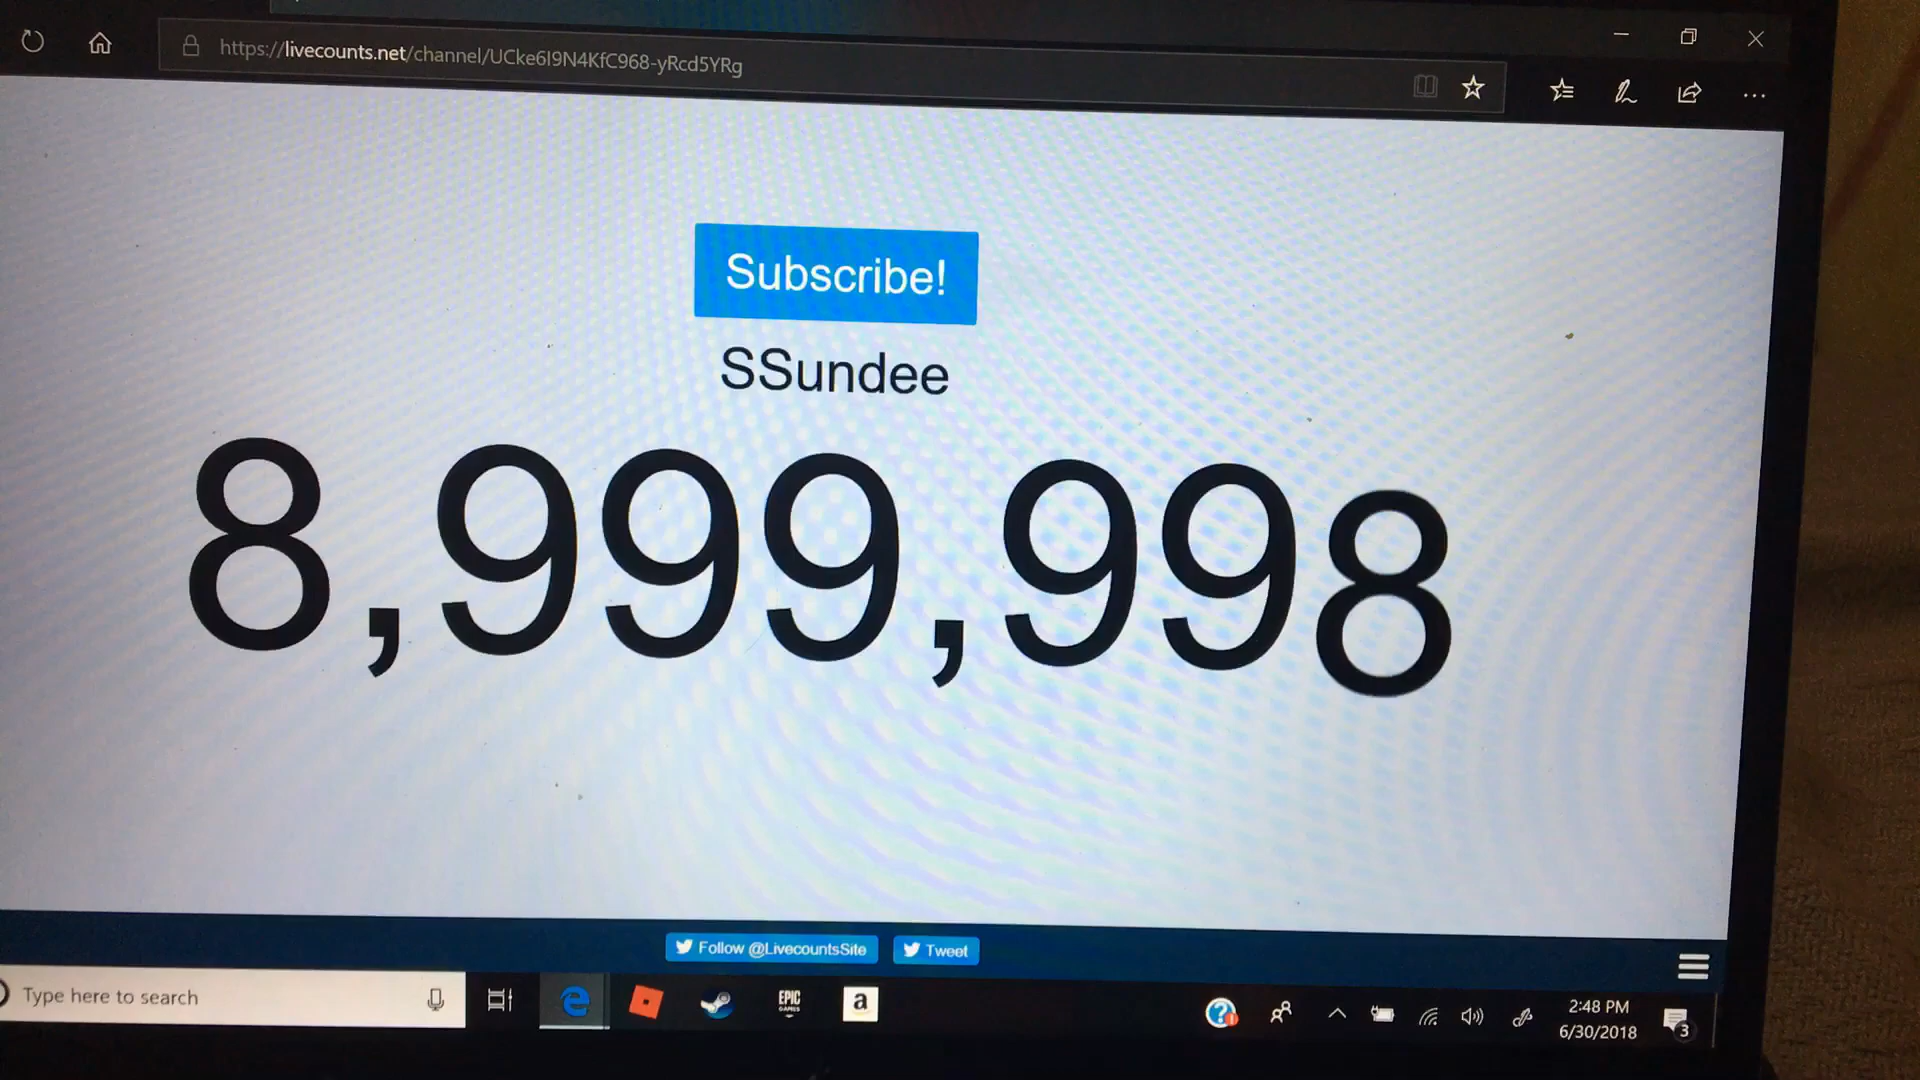 https://livecounts.net/channel/UCke6I9N4KfC968-yRcd5YRg
Subscribe!
SSundee
8,999,998
Follow @LivecountsSite
Tweet
Type here to search
EPIC
GAMES
a
2:48 PM
6/30/2018
3